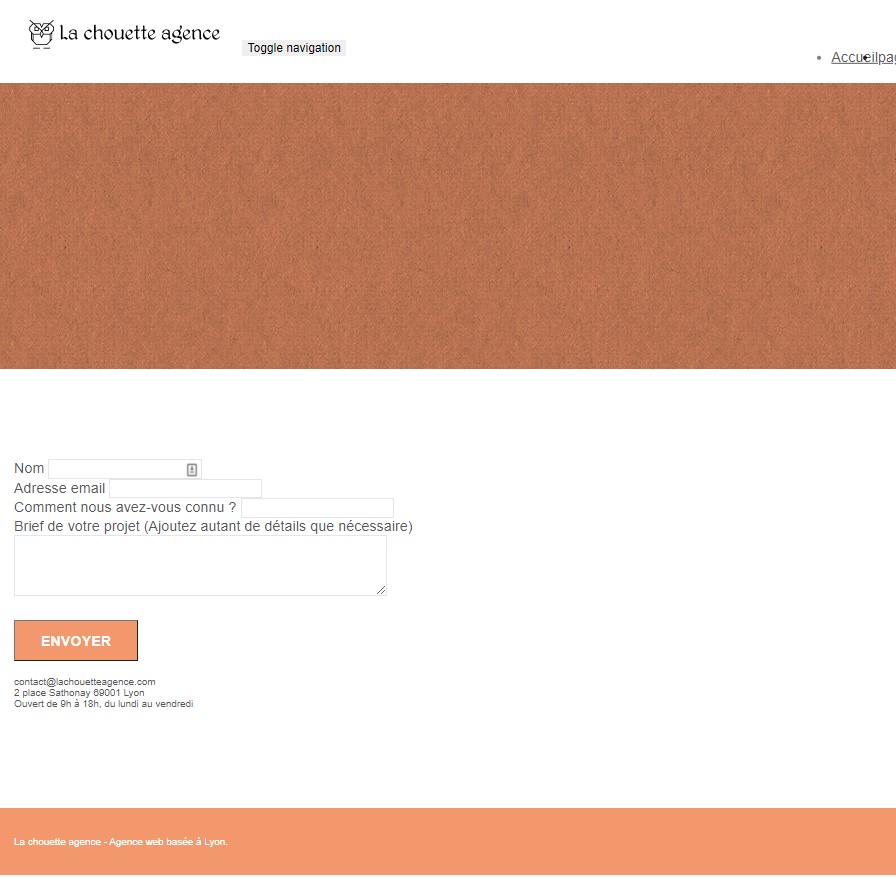 La chouette agence
Toggle navigation
Accueil
Nom
Adresse email
Comment nous avez-vous connu ?
Brief de votre projet (Ajoutez autant de détails que nécessaire)
ENVOYER
contact@lachouetteagence.com
2 place Sathonay 69001 Lyon
Ouvert de 9h à 18h, du lundi au vendredi
La chouette agence - Agence web basée à Lyon.